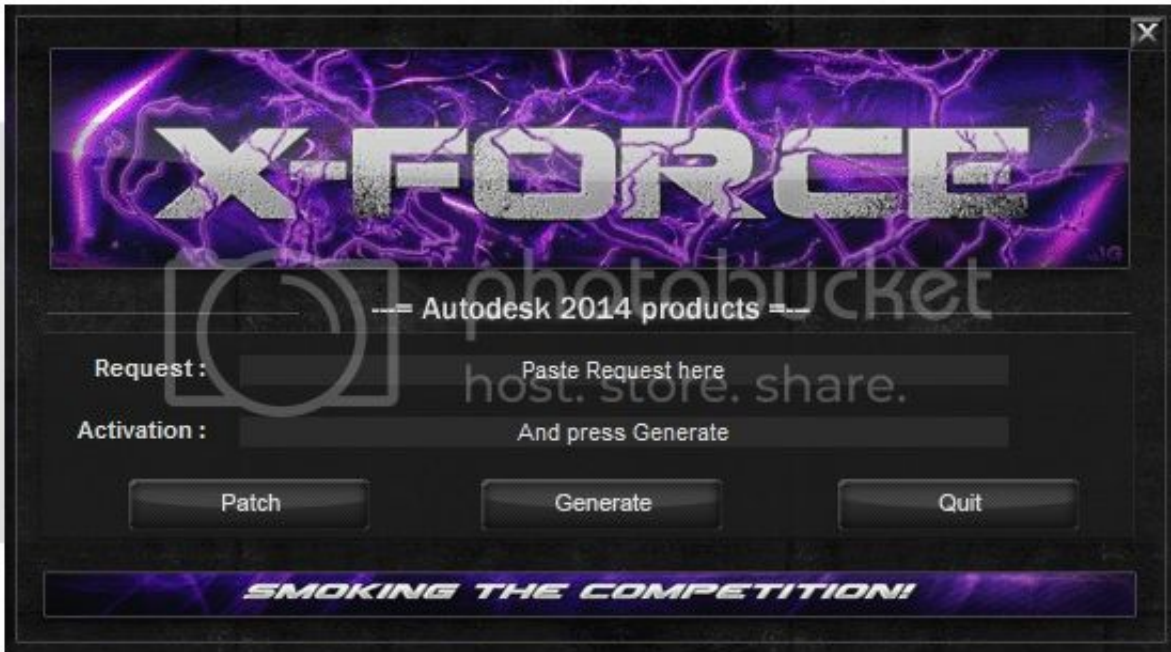 X
X-FORCE
photobucket
---= Autodesk 2014 products =---
Request : Paste Request here
host. store. share.
Activation : And press Generate
Patch Generate Quit
SMOKING THE COMPETITION!